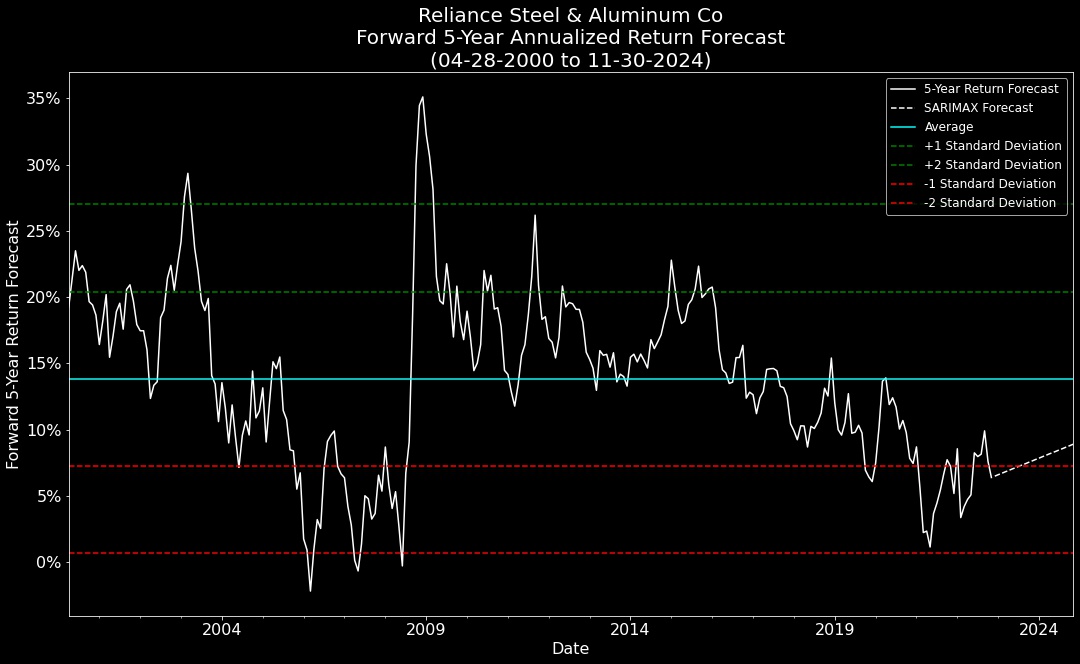 Reliance Steel & Aluminum Co
Forward 5-Year Annualized Return Forecast
(04-28-2000 to 11-30-2024)
5-Year Return Forecast
SARIMAX Forecast
Average
+1 Standard Deviation
+2 Standard Deviation
-1 Standard Deviation
-2 Standard Deviation
Forward 5-Year Return Forecast
35%
30%
25%
20%
15%
10%
5%
0%
2004
2009
2014
2019
2024
Date